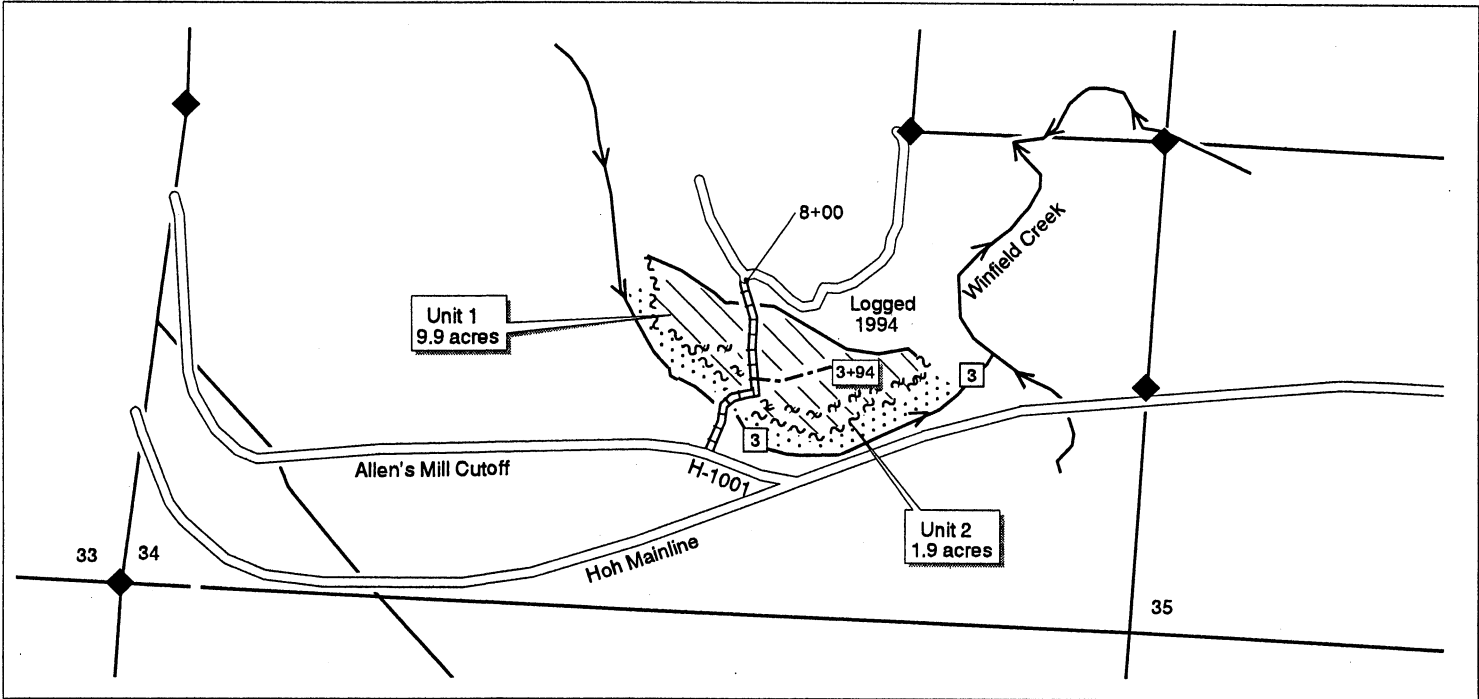 8+00
Winfield Creek
Unit 1
9.9 acres
Logged
1994
3+94
3
3
Allen's Mill Cutoff
H-1001
Unit 2
1.9 acres
Hoh Mainline
33
34
35